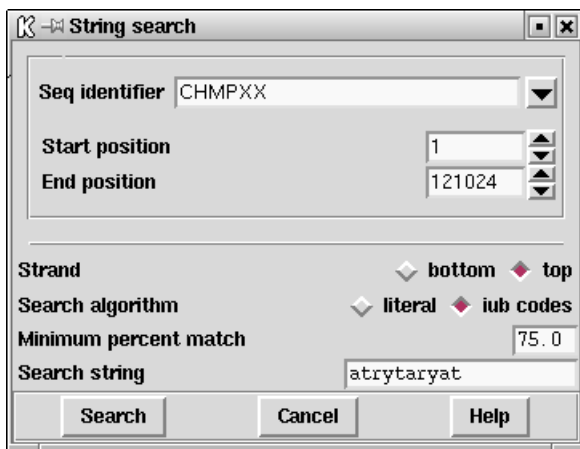 String search
Seq identifier CHMPXX
Start position 1
End position 121024
Strand bottom top
Search algorithm literal iub codes
Minimum percent match 75.0
Search string atrytaryat
Search Cancel Help